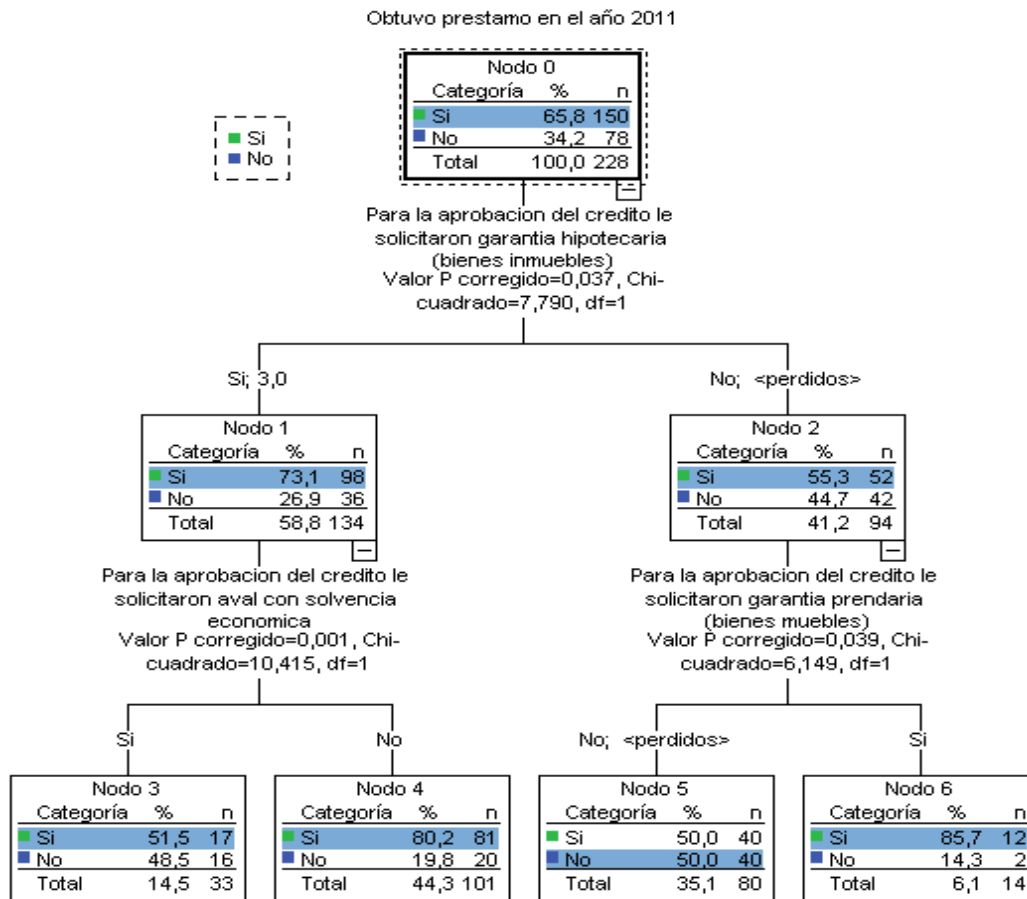 Obtuvo prestamo en el año 2011
Nodo 0
Categoría % n
Si 65,8 150
No 34,2 78
Total 100,0 228
Si
No
Para la aprobacion del credito le
solicitaron garantia hipotecaria
(bienes inmuebles)
Valor P corregido=0,037, Chi-
cuadrado=7,790, df=1
Si; 3,0
No; <perdidos>
Nodo 1
Categoría % n
Si 73,1 98
No 26,9 36
Total 58,8 134
Nodo 2
Categoría % n
Si 55,3 52
No 44,7 42
Total 41,2 94
Para la aprobacion del credito le
solicitaron aval con solvencia
economica
Valor P corregido=0,001, Chi-
cuadrado=10,415, df=1
Para la aprobacion del credito le
solicitaron garantia prendaria
(bienes muebles)
Valor P corregido=0,039, Chi-
cuadrado=6,149, df=1
Si
No
No; <perdidos>
Si
Nodo 3
Categoría % n
Si 51,5 17
No 48,5 16
Total 14,5 33
Nodo 4
Categoría % n
Si 80,2 81
No 19,8 20
Total 44,3 101
Nodo 5
Categoría % n
Si 50,0 40
No 50,0 40
Total 35,1 80
Nodo 6
Categoría % n
Si 85,7 12
No 14,3 2
Total 6,1 14